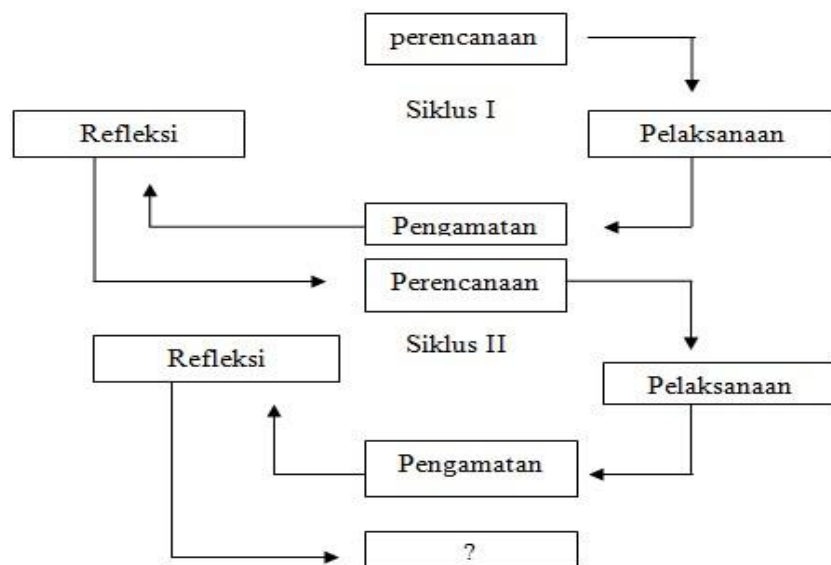 perencanaan
Siklus I
Refleksi
Pelaksanaan
Pengamatan
Perencanaan
Siklus II
Refleksi
Pelaksanaan
Pengamatan
?